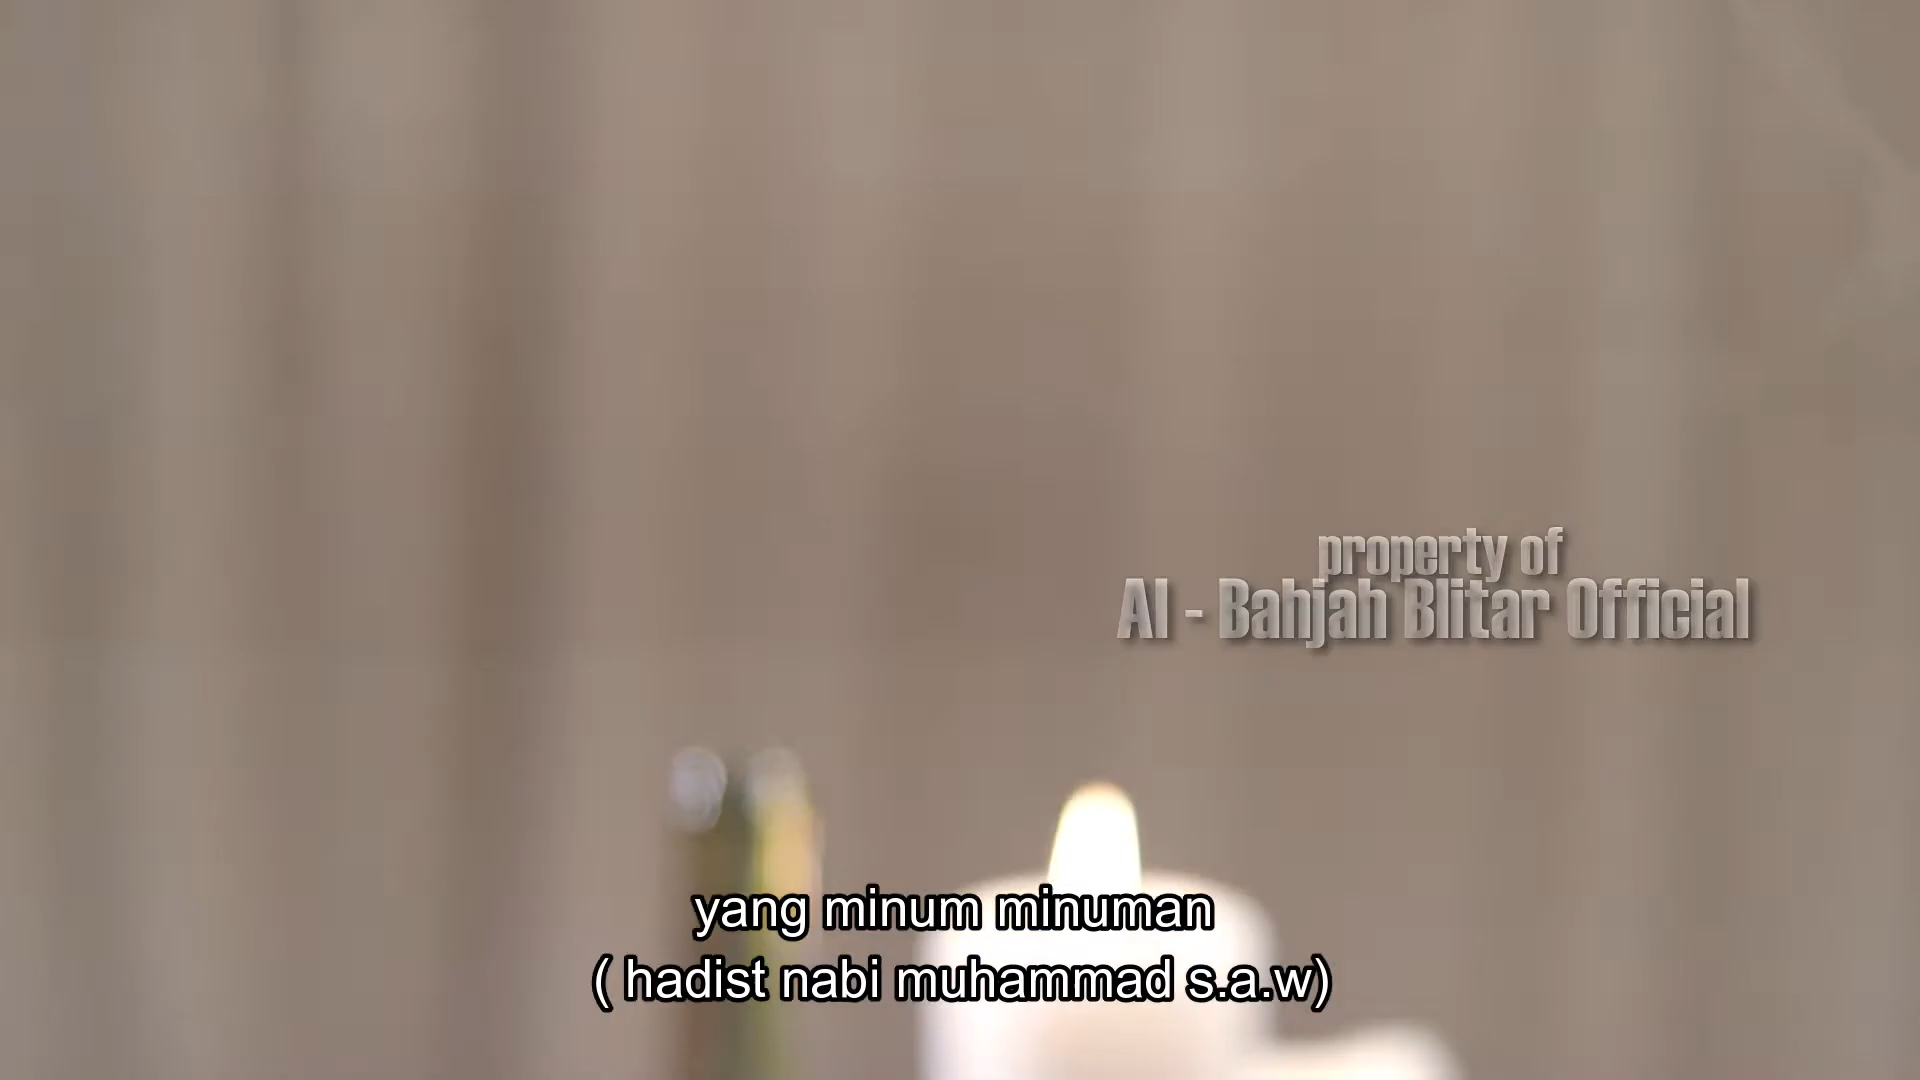 property of
Al - Bahjah Blitar Official
yang minum minuman
( hadist nabi muhammad s.a.w)